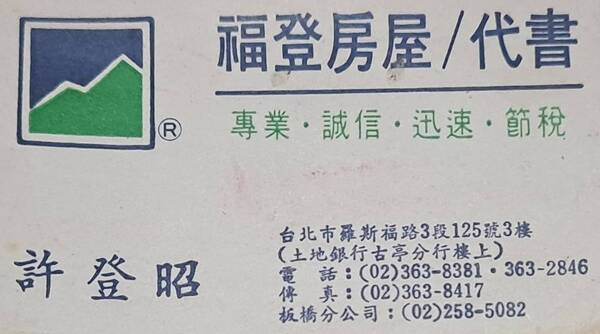 福登房屋/代書
®
專業·誠信·迅速·節稅
許登昭
台北市羅斯福路3段125號3樓
(土地銀行古亭分行樓上)
電話:(02)363-8381·363-2846
傳真:(02)363-8417
板橋分公司:(02)258-5082